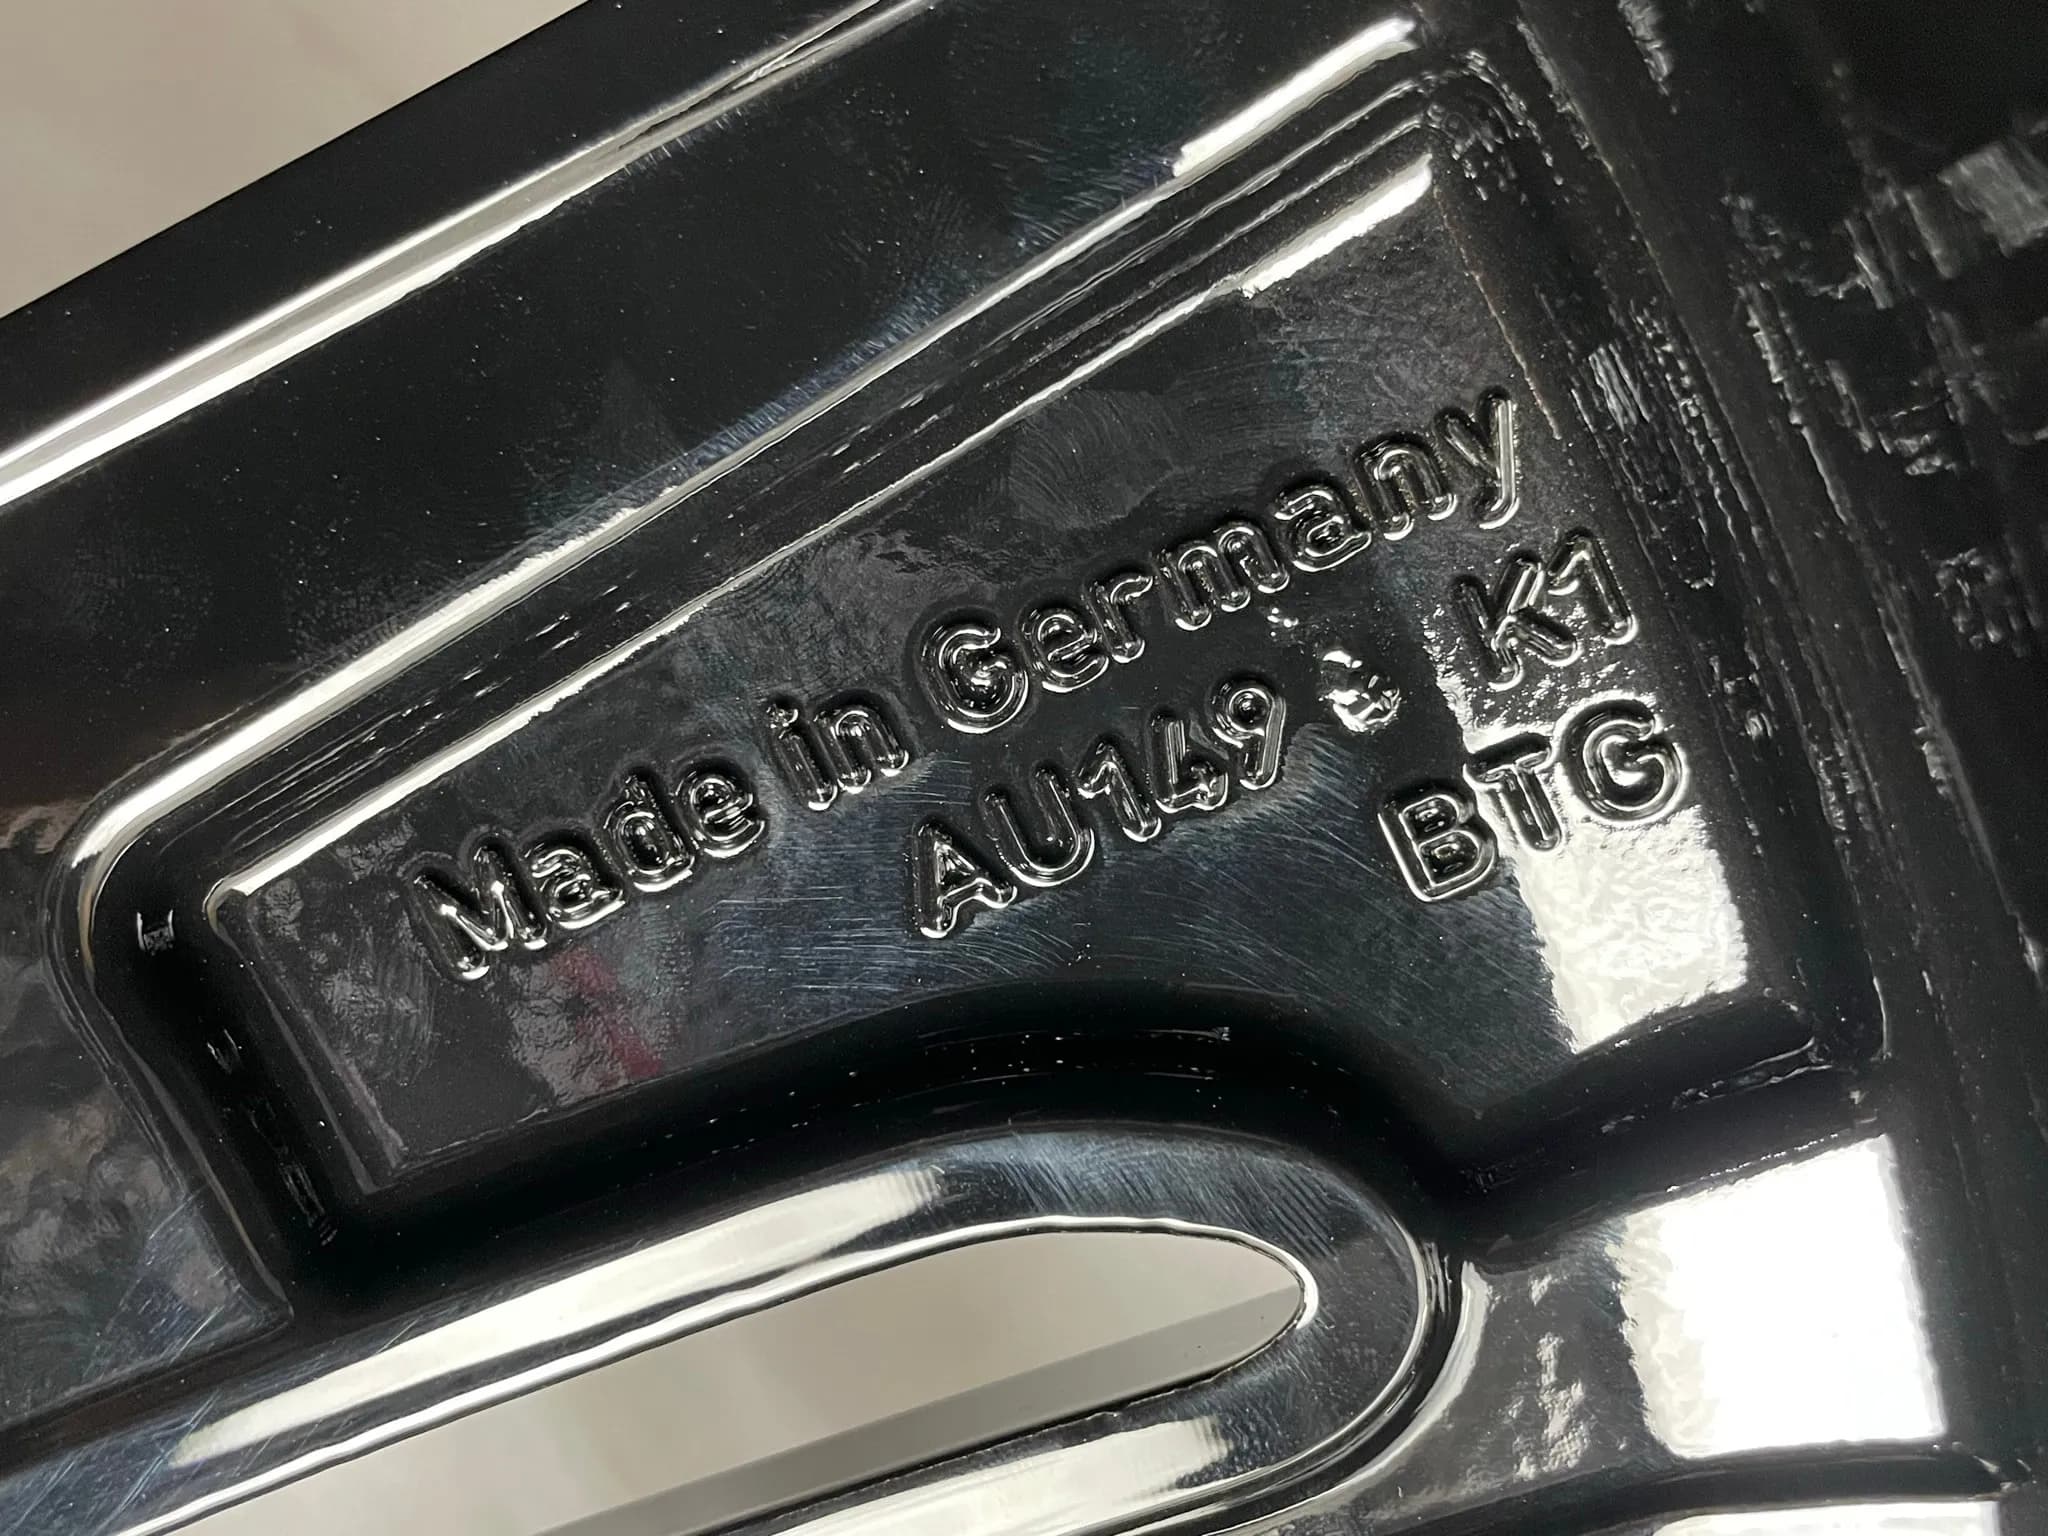 Made in Germany
AU149 K1
BTG